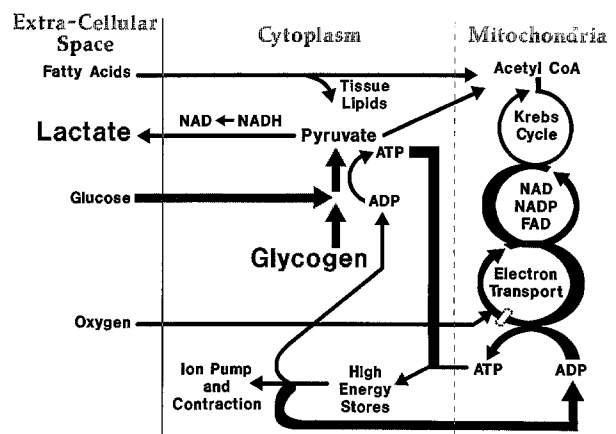 Extra-Cellular
Space
Cytoplasm
Mitochondria
Fatty Acids
Acetyl CoA
Tissue
Lipids
Krebs
Cycle
Lactate
NAD
NADH
Pyruvate
ATP
NAD
NADP
FAD
Glucose
ADP
Glycogen
Electron
Transport
Oxygen
Ion Pump
and
Contraction
High
Energy
Stores
ATP
ADP